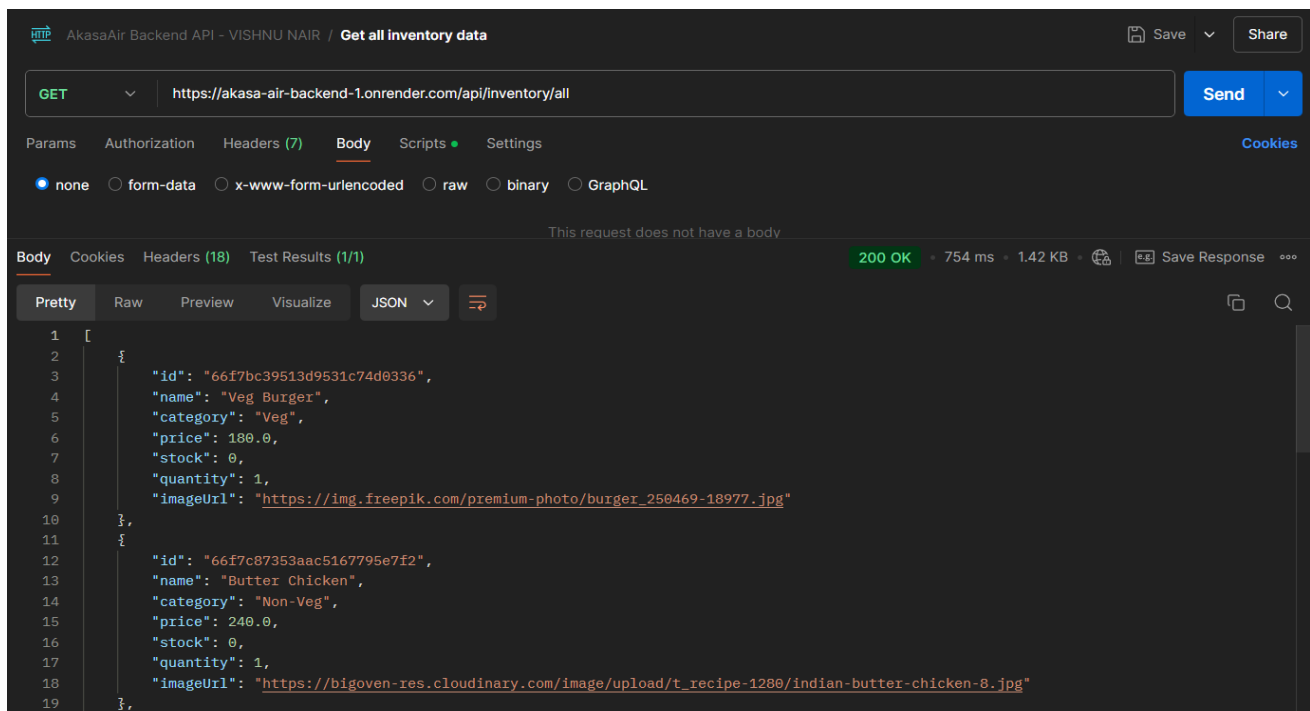 HTTP AkasaAir Backend API - VISHNU NAIR / Get all inventory data Save Share
GET https://akasa-air-backend-1.onrender.com/api/inventory/all Send
Params Authorization Headers (7) Body Scripts Settings Cookies
none form-data x-www-form-urlencoded raw binary GraphQL
This request does not have a body
Body Cookies Headers (18) Test Results (1/1) 200 OK 754 ms 1.42 KB e.g. Save Response
Pretty Raw Preview Visualize JSON
1 [
2 {
3 "id": "66f7bc39513d9531c74d0336",
4 "name": "Veg Burger",
5 "category": "Veg",
6 "price": 180.0,
7 "stock": 0,
8 "quantity": 1,
9 "imageUrl": "https://img.freepik.com/premium-photo/burger_250469-18977.jpg"
10 },
11 {
12 "id": "66f7c87353aac5167795e7f2",
13 "name": "Butter Chicken",
14 "category": "Non-Veg",
15 "price": 240.0,
16 "stock": 0,
17 "quantity": 1,
18 "imageUrl": "https://bigoven-res.cloudinary.com/image/upload/t_recipe-1280/indian-butter-chicken-8.jpg"
19 },